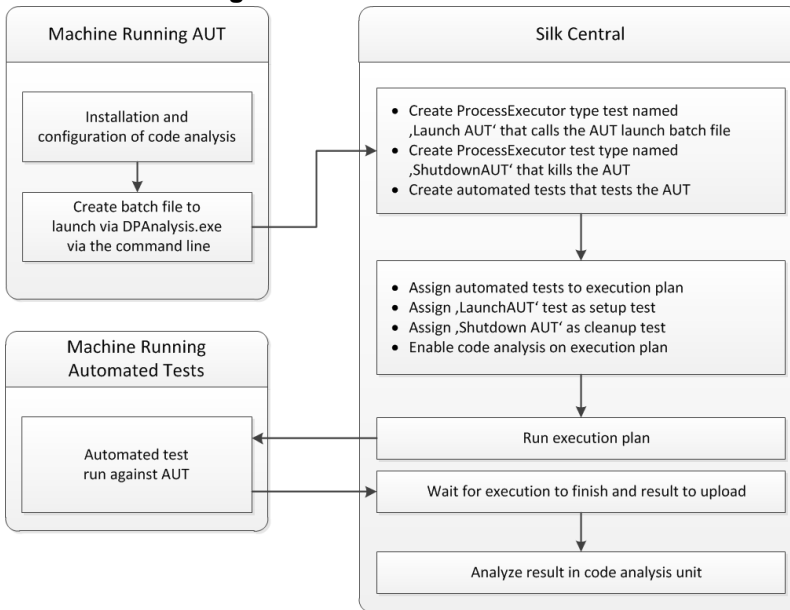 Machine Running AUT
Installation and
configuration of code analysis
Create batch file to
launch via DPAnalysis.exe
via the command line
Silk Central
• Create ProcessExecutor type test named
‚Launch AUT‘ that calls the AUT launch batch file
• Create ProcessExecutor test type named
‚ShutdownAUT‘ that kills the AUT
• Create automated tests that tests the AUT
• Assign automated tests to execution plan
• Assign ‚LaunchAUT‘ test as setup test
• Assign ‚Shutdown AUT‘ as cleanup test
• Enable code analysis on execution plan
Machine Running
Automated Tests
Automated test
run against AUT
Run execution plan
Wait for execution to finish and result to upload
Analyze result in code analysis unit